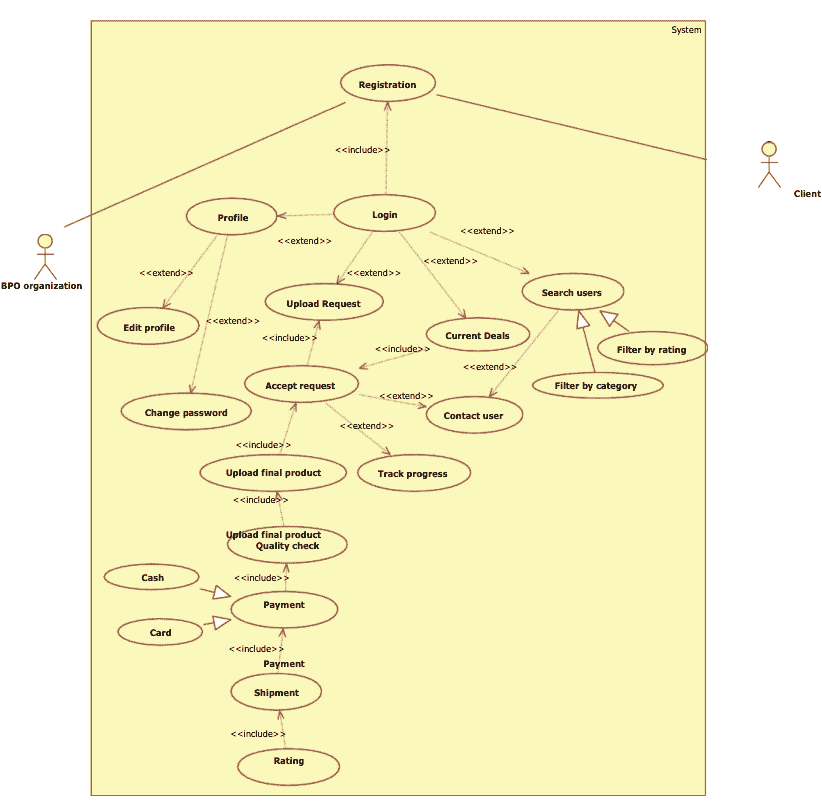 System
Registration
<<include>>
Client
Profile
Login
<<extend>>
<<extend>>
<<extend>>
<<extend>>
<<extend>>
BPO organization
Search users
Upload Request
<<extend>>
Edit profile
<<include>>
Current Deals
<<include>>
Filter by rating
<<extend>>
Accept request
Filter by category
<<extend>>
Change password
Contact user
<<extend>>
<<include>>
Upload final product
Track progress
<<include>>
Upload final product
Quality check
Cash
<<include>>
Payment
Card
<<include>>
Payment
Shipment
<<include>>
Rating